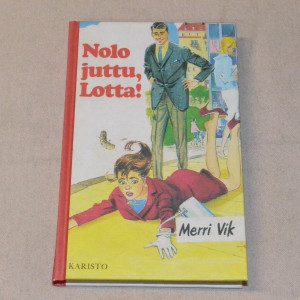 Nolo
juttu,
Lotta!
Merri Vik
KARISTO